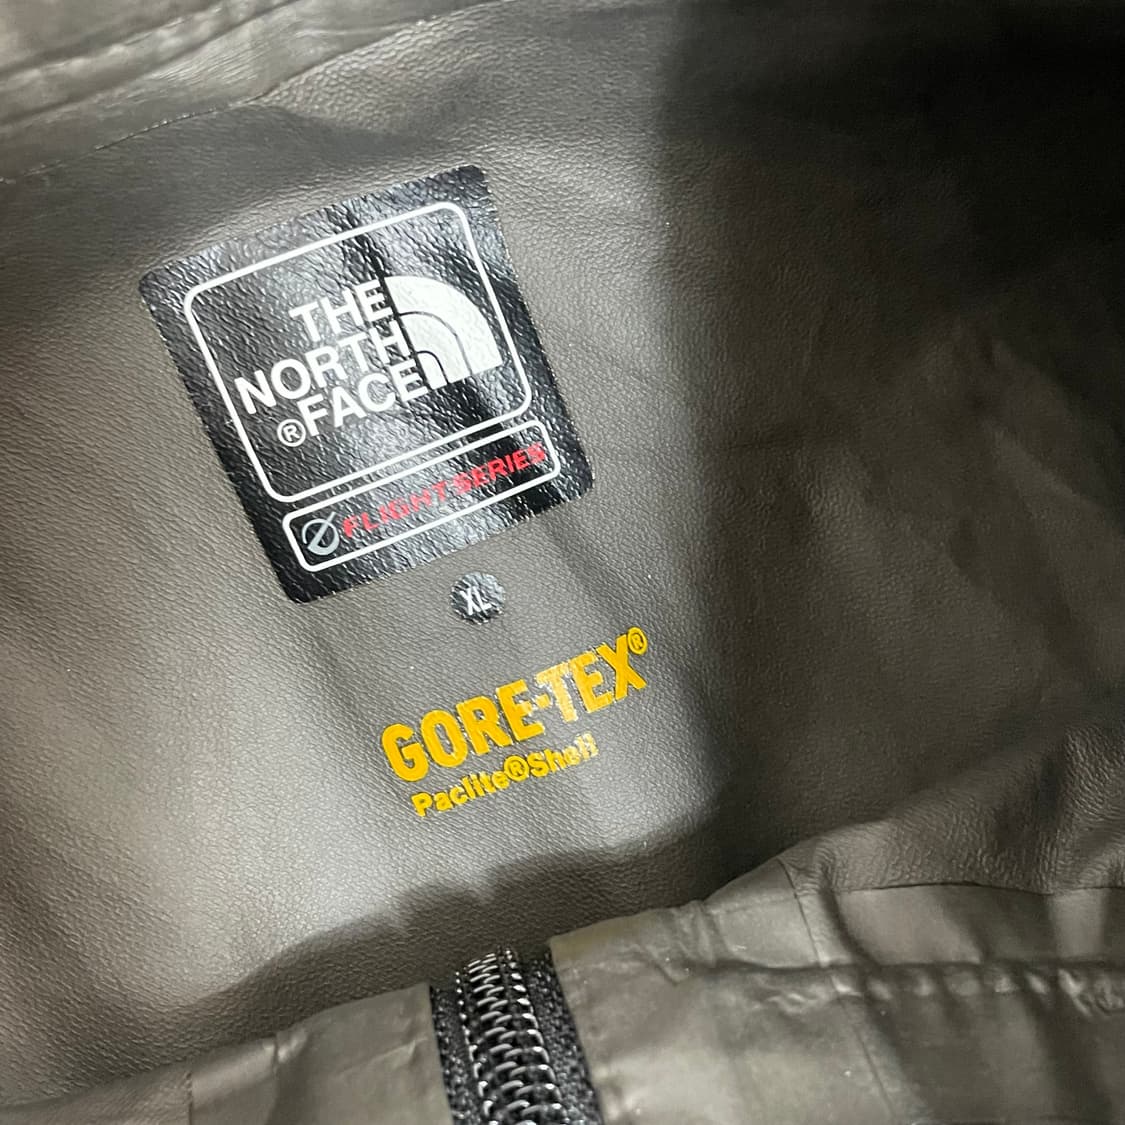 THE
NORTH
®FACE
FLIGHT SERIES
XL
GORE-TEX®
Paclite®Shell